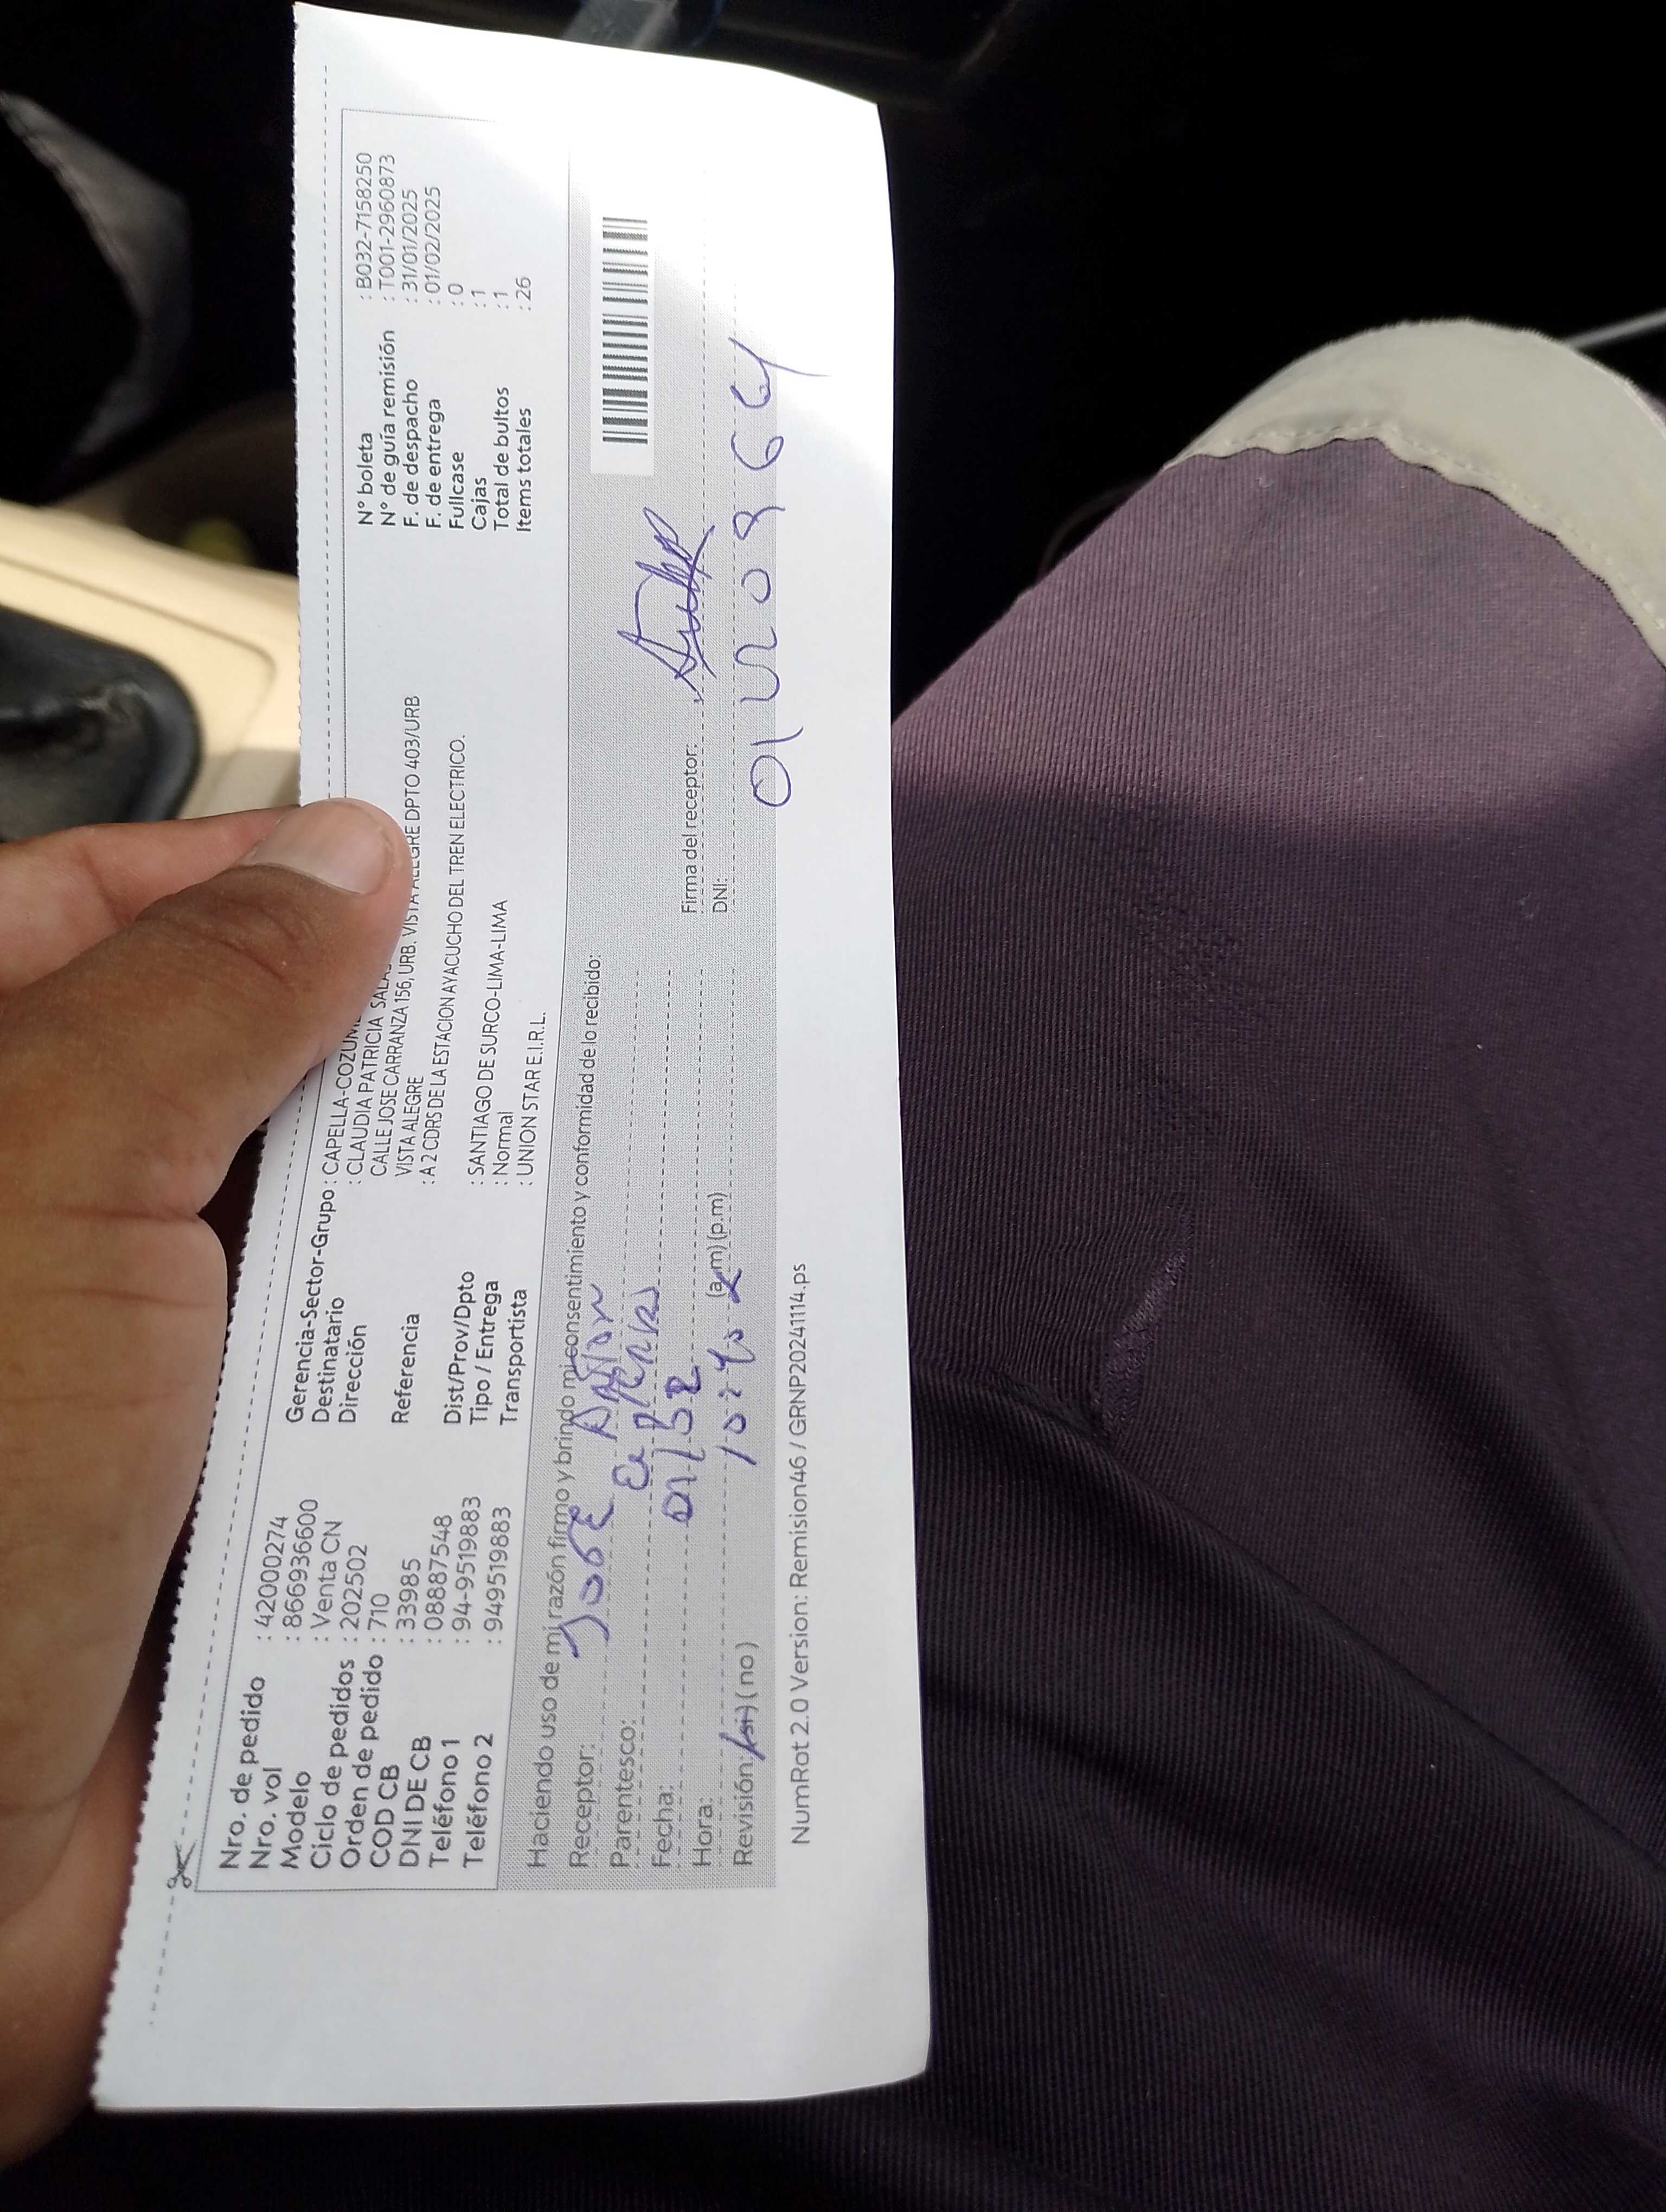 Nro. de pedido : 42000274
Nro. vol : 866936600
Modelo : Venta CN
Ciclo de pedidos : 202502
Orden de pedido : 710
COD CB : 33985
DNI DE CB : 08887548
Teléfono 1 : 94-9519883
Teléfono 2 : 949519883
Gerencia-Sector-Grupo : CAPELLA-COZUM
Destinatario : CLAUDIA PATRICIA SALAS
Dirección CALLE JOSE CARRANZA 156, URB. VISTA ALEGRE DPTO 403/URB
VISTA ALEGRE
Referencia : A 2 CDRS DE LA ESTACION AYACUCHO DEL TREN ELECTRICO.
Dist/Prov/Dpto : SANTIAGO DE SURCO-LIMA-LIMA
Tipo / Entrega : Normal
Transportista : UNION STAR E.I.R.L.
N° boleta : B032-7158250
N° de guía remisión : T001-2960873
F. de despacho : 31/01/2025
F. de entrega : 01/02/2025
Fullcase : 0
Cajas : 1
Total de bultos : 1
Items totales : 26
Haciendo uso de mi razón firmo y brindo mi consentimiento y conformidad de lo recibido:
Receptor: JOSE
Parentesco:
Fecha:
Hora: 10:40 (a.m) (p.m)
Revisión: (si) (no)
Firma del receptor:
DNI:
NumRot 2.0 Version: Remision46 / GRNP20241114.ps